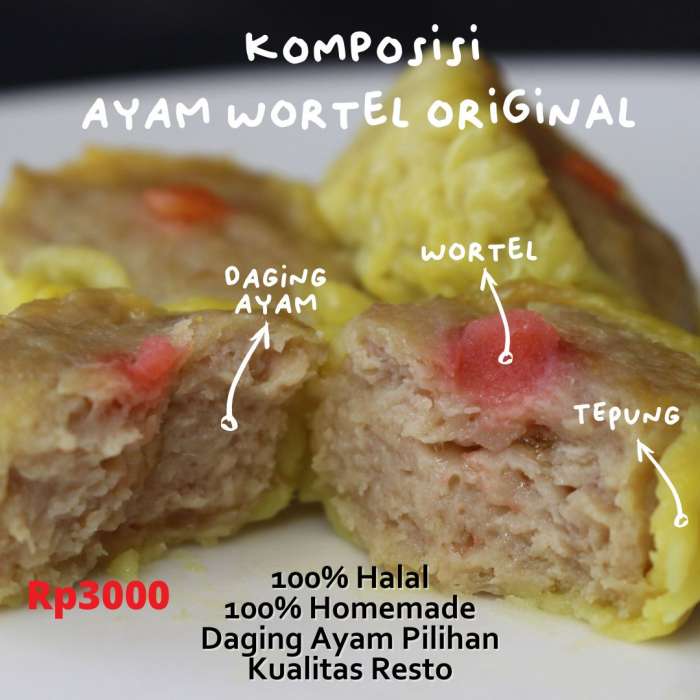 KOMPOSISI
AYAM WORTEL ORIGINAL
WORTEL
DAGING
AYAM
TEPUNG
Rp3000
100% Halal
100% Homemade
Daging Ayam Pilihan
Kualitas Resto